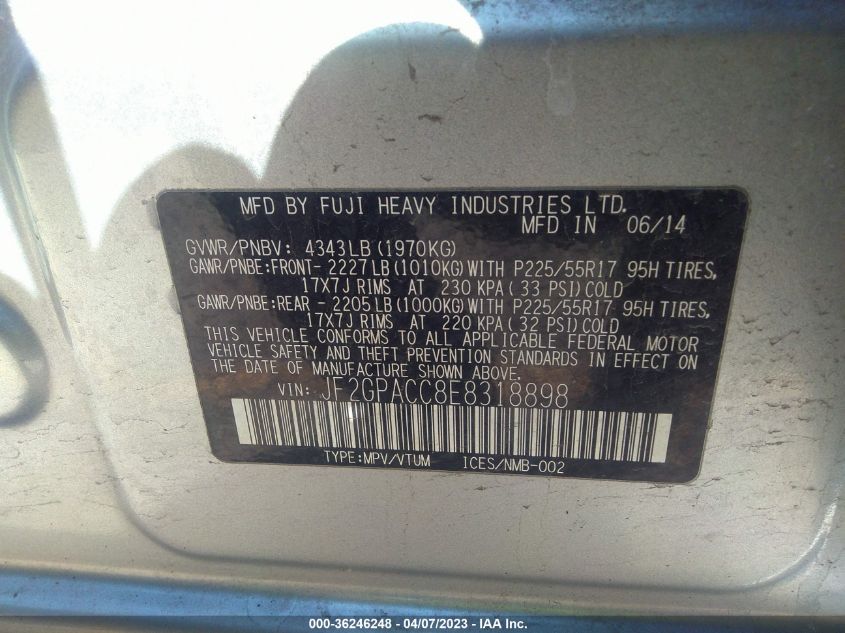 MFD BY FUJI HEAVY INDUSTRIES LTD.
MFD IN 06/14
GVWR/PNBV: 4343LB (1970KG)
GAWR/PNBE:FRONT- 2227LB (1010KG) WITH P225/55R17 95H TIRES,
17X7J RIMS AT 230 KPA ( 33 PSI) COLD
GAWR/PNBE:REAR - 2205LB (1000KG) WITH P225/55R17 95H TIRES,
17X7J RIMS AT 220 KPA ( 32 PSI) COLD
THIS VEHICLE CONFORMS TO ALL APPLICABLE FEDERAL MOTOR
VEHICLE SAFETY AND THEFT PREVENTION STANDARDS IN EFFECT ON
THE DATE OF MANUFACTURE SHOWN ABOVE.
VIN: JF2GPACC8E8318898
TYPE:MPV/VTUM ICES/NMB-002
000-36246248 - 04/07/2023 - IAA Inc.